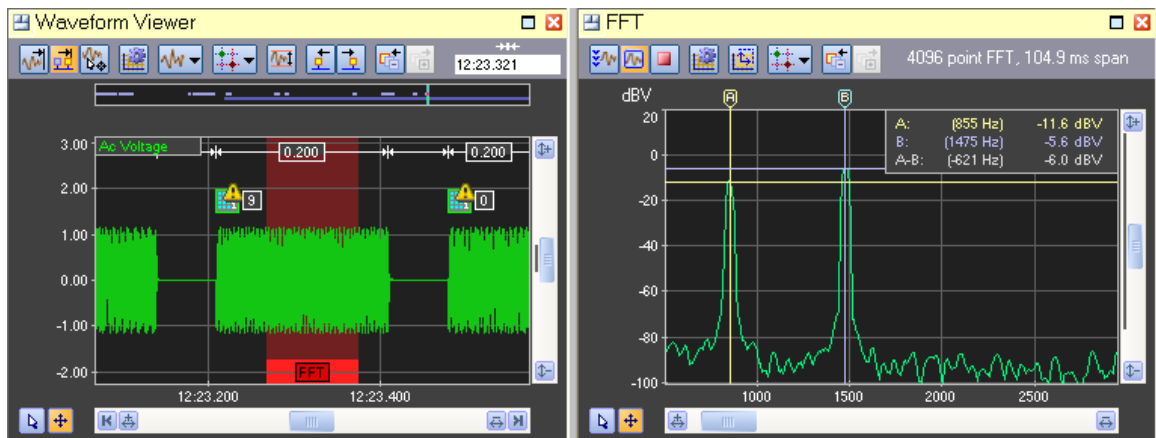 Waveform Viewer
12:23.321
3.00
Ac Voltage
0.200
0.200
2.00
9
0
1.00
0.00
-1.00
-2.00
FFT
12:23.200
12:23.400
FFT
4096 point FFT, 104.9 ms span
dBV
A
B
20
A: (855 Hz) -11.6 dBV
B: (1475 Hz) -5.6 dBV
A-B: (-621 Hz) -6.0 dBV
0
-20
-40
-60
-80
-100
1000
1500
2000
2500